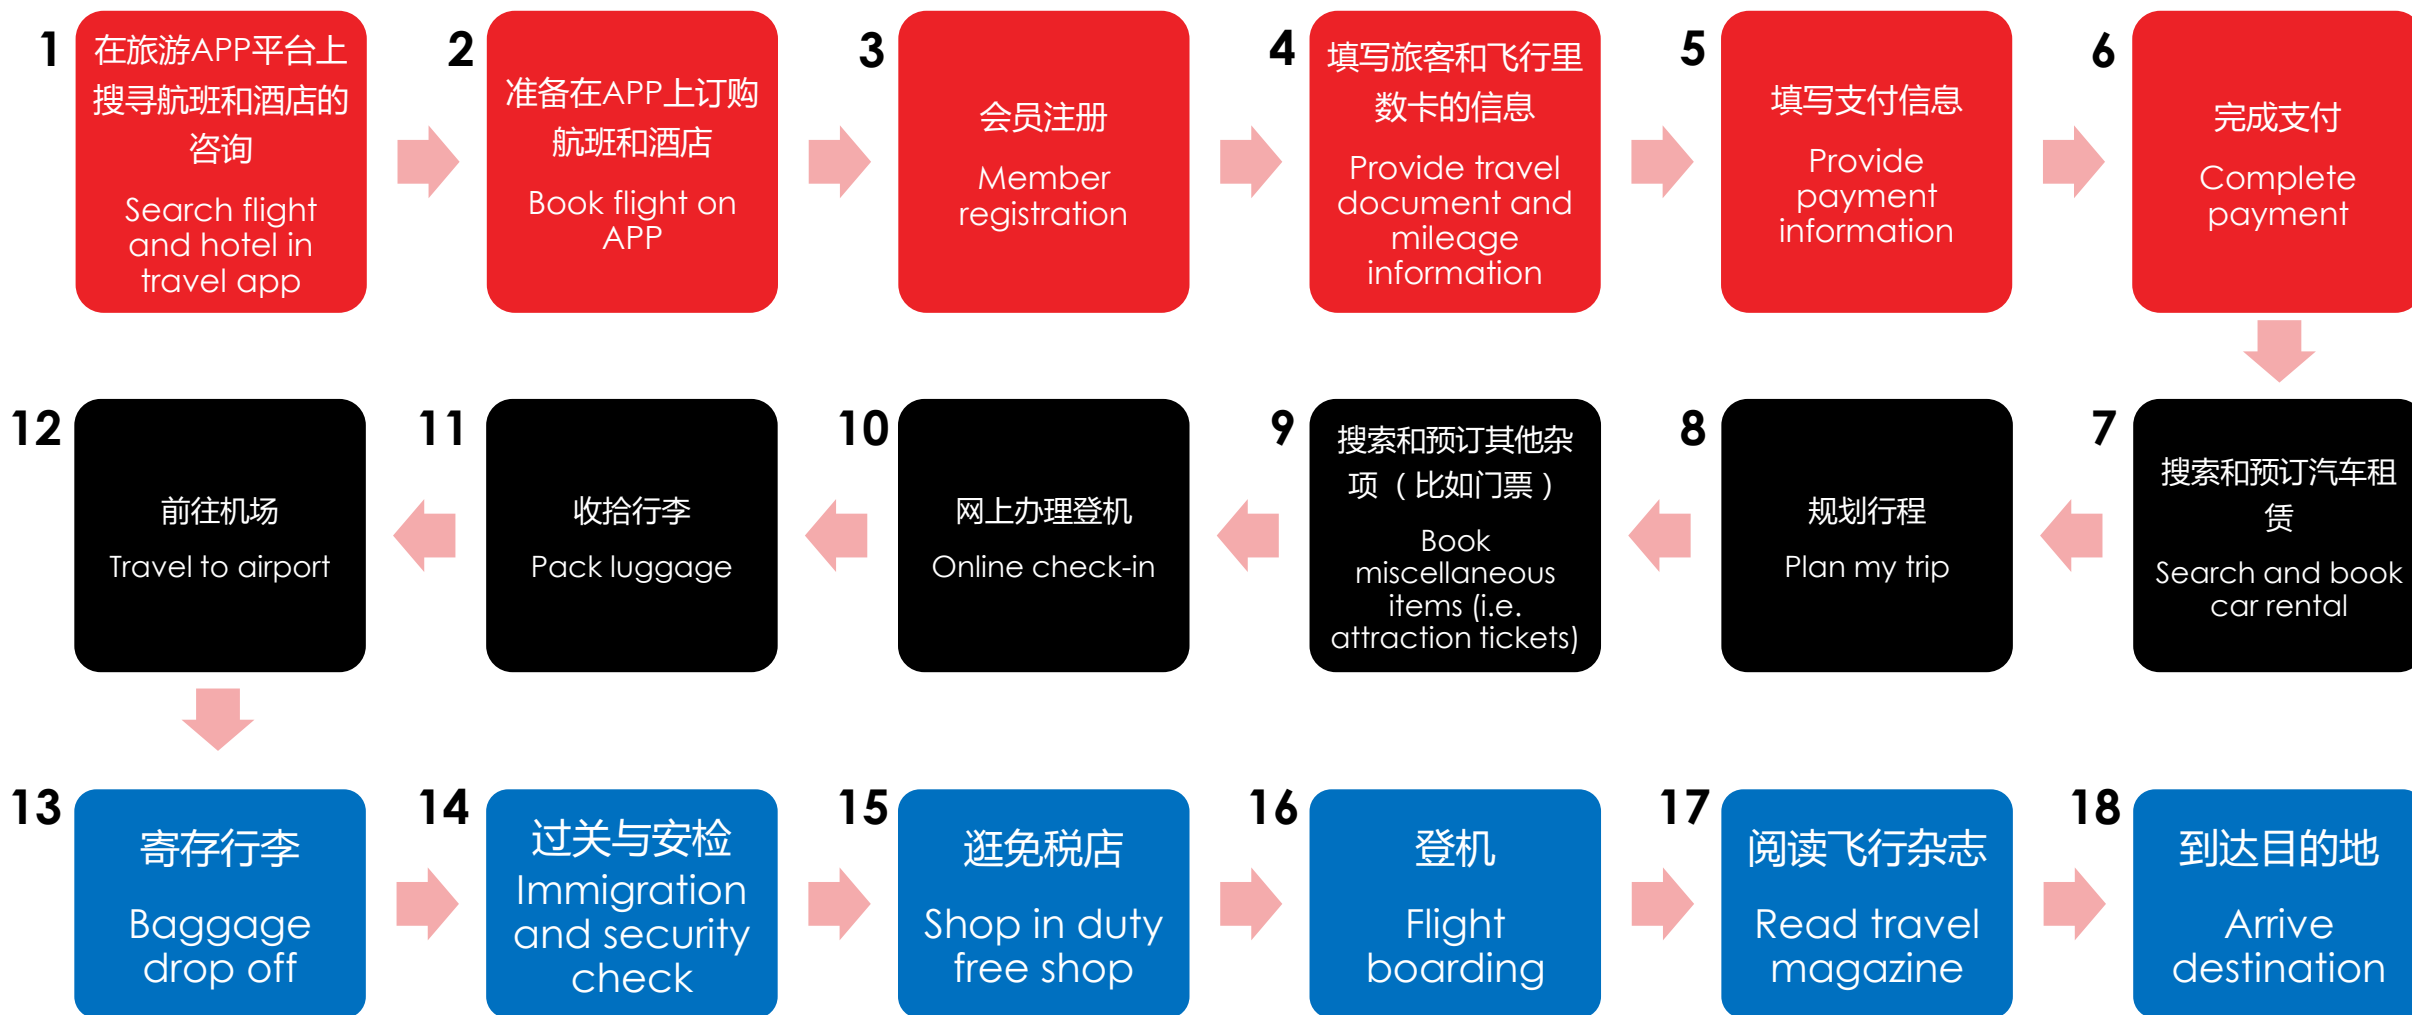 1
在旅游APP平台上
搜寻航班和酒店的
咨询
Search flight
and hotel in
travel app
2
准备在APP上订购
航班和酒店
Book flight on
APP
3
会员注册
Member
registration
4
填写旅客和飞行里
数卡的信息
Provide travel
document and
mileage
information
5
填写支付信息
Provide
payment
information
6
完成支付
Complete
payment
7
搜索和预订汽车租
赁
Search and book
car rental
8
规划行程
Plan my trip
9
搜索和预订其他杂
项（比如门票）
Book
miscellaneous
items (i.e.
attraction tickets)
10
网上办理登机
Online check-in
11
收拾行李
Pack luggage
12
前往机场
Travel to airport
13
寄存行李
Baggage
drop off
14
过关与安检
Immigration
and security
check
15
逛免税店
Shop in duty
free shop
16
登机
Flight
boarding
17
阅读飞行杂志
Read travel
magazine
18
到达目的地
Arrive
destination